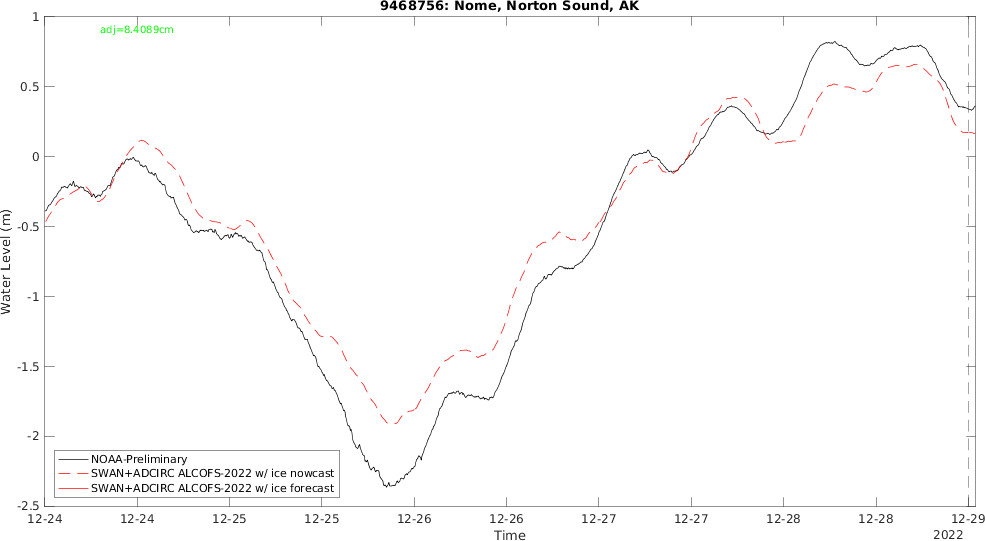 9468756: Nome, Norton Sound, AK
adj=8.4089cm
1
0.5
0
-0.5
-1
-1.5
-2
-2.5
Water Level (m)
NOAA-Preliminary
SWAN+ADCIRC ALCOFS-2022 w/ ice nowcast
SWAN+ADCIRC ALCOFS-2022 w/ ice forecast
12-24 12-24 12-25 12-25 12-26 12-26 12-27 12-27 12-28 12-28 12-29
Time
2022